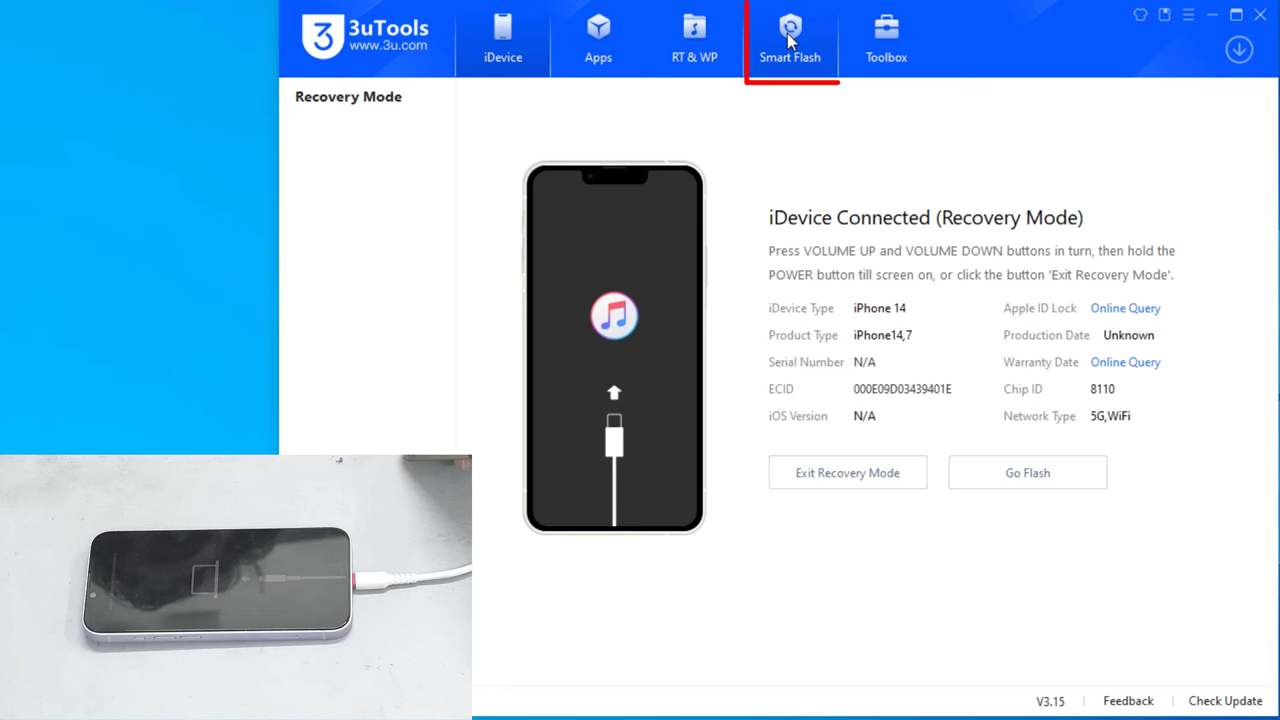 3
3uTools
www.3u.com
iDevice
Apps
RT & WP
Smart Flash
Toolbox
Recovery Mode
iDevice Connected (Recovery Mode)
Press VOLUME UP and VOLUME DOWN buttons in turn, then hold the
POWER button till screen on, or click the button 'Exit Recovery Mode'.
iDevice Type iPhone 14 Apple ID Lock Online Query
Product Type iPhone14,7 Production Date Unknown
Serial Number N/A Warranty Date Online Query
ECID 000E09D03439401E Chip ID 8110
iOS Version N/A Network Type 5G,WiFi
Exit Recovery Mode Go Flash
V3.15 Feedback Check Update